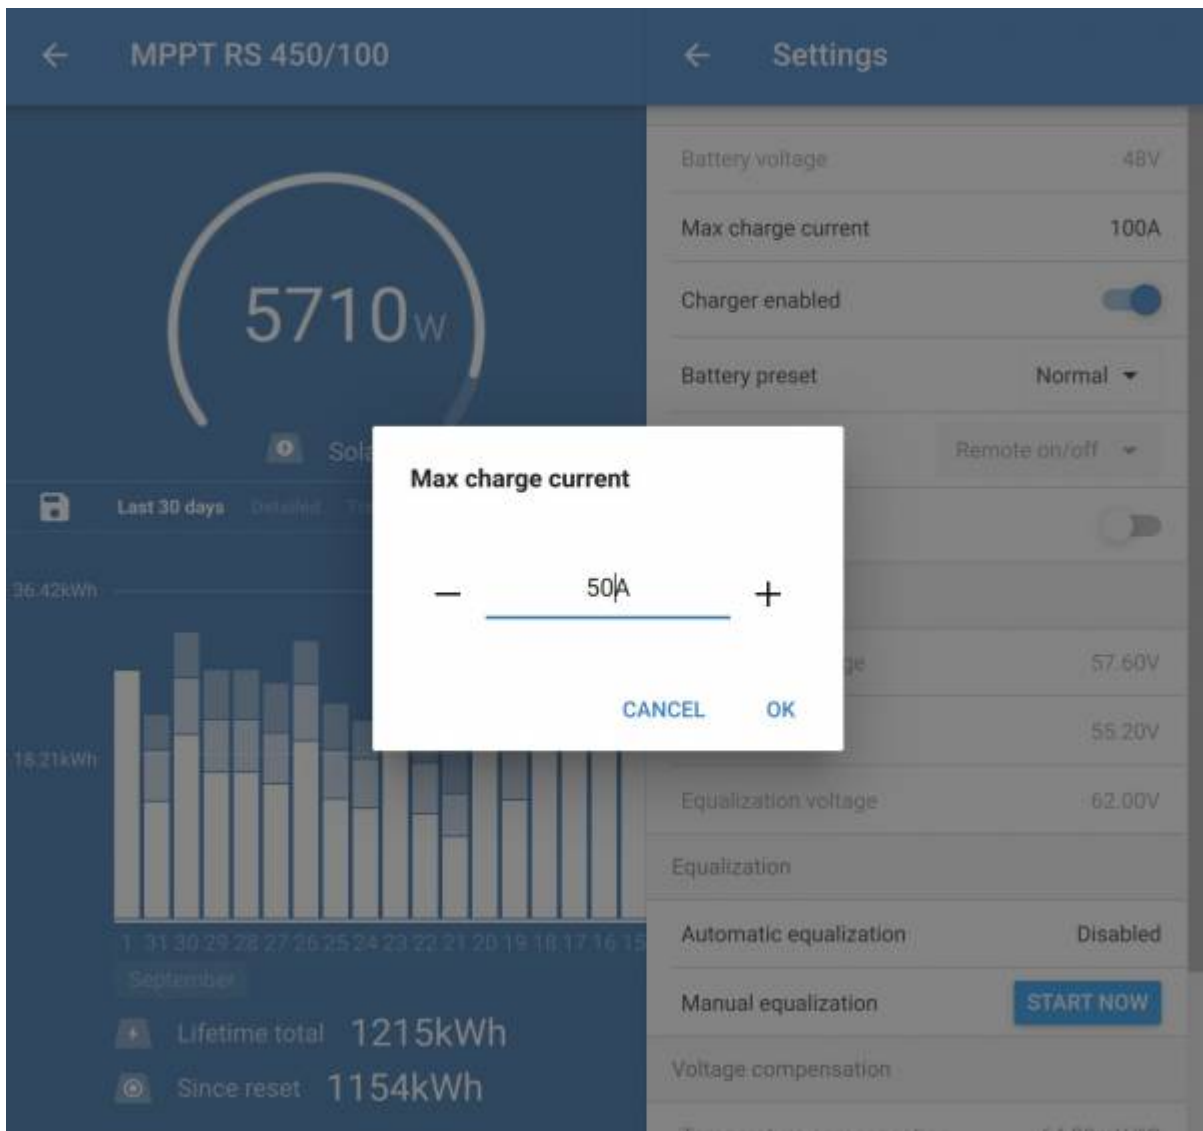 MPPT RS 450/100
5710W
Last 30 days Detailed
36.42kWh
18.21kWh
1 31 30 29 28 27 26 25 24 23 22 21 20 19 18 17 16 15
September
Lifetime total 1215kWh
Since reset 1154kWh
Settings
Battery voltage 48V
Max charge current 100A
Charger enabled
Battery preset Normal
Remote on/off
57.60V
55.20V
Equalization voltage 62.00V
Equalization
Automatic equalization Disabled
Manual equalization START NOW
Voltage compensation
Max charge current
50A
CANCEL OK